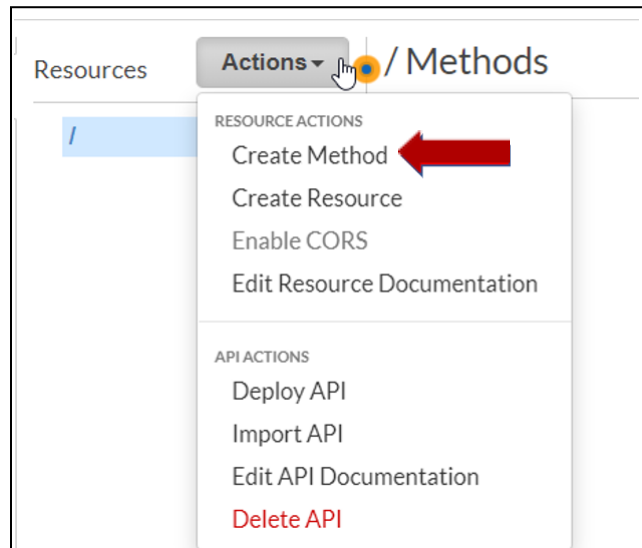 Resources
Actions
/ Methods
/
RESOURCE ACTIONS
Create Method
Create Resource
Enable CORS
Edit Resource Documentation
API ACTIONS
Deploy API
Import API
Edit API Documentation
Delete API